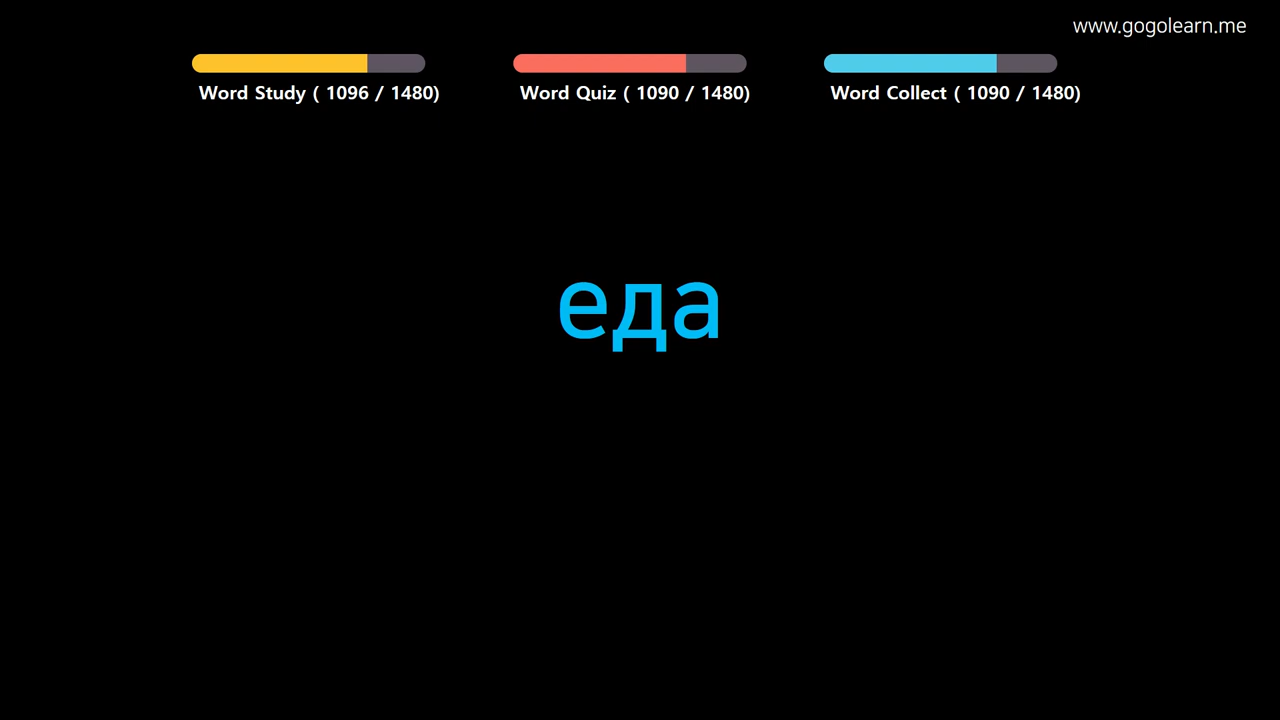 www.gogolearn.me
Word Study ( 1096 / 1480)
Word Quiz ( 1090 / 1480)
Word Collect ( 1090 / 1480)
еда